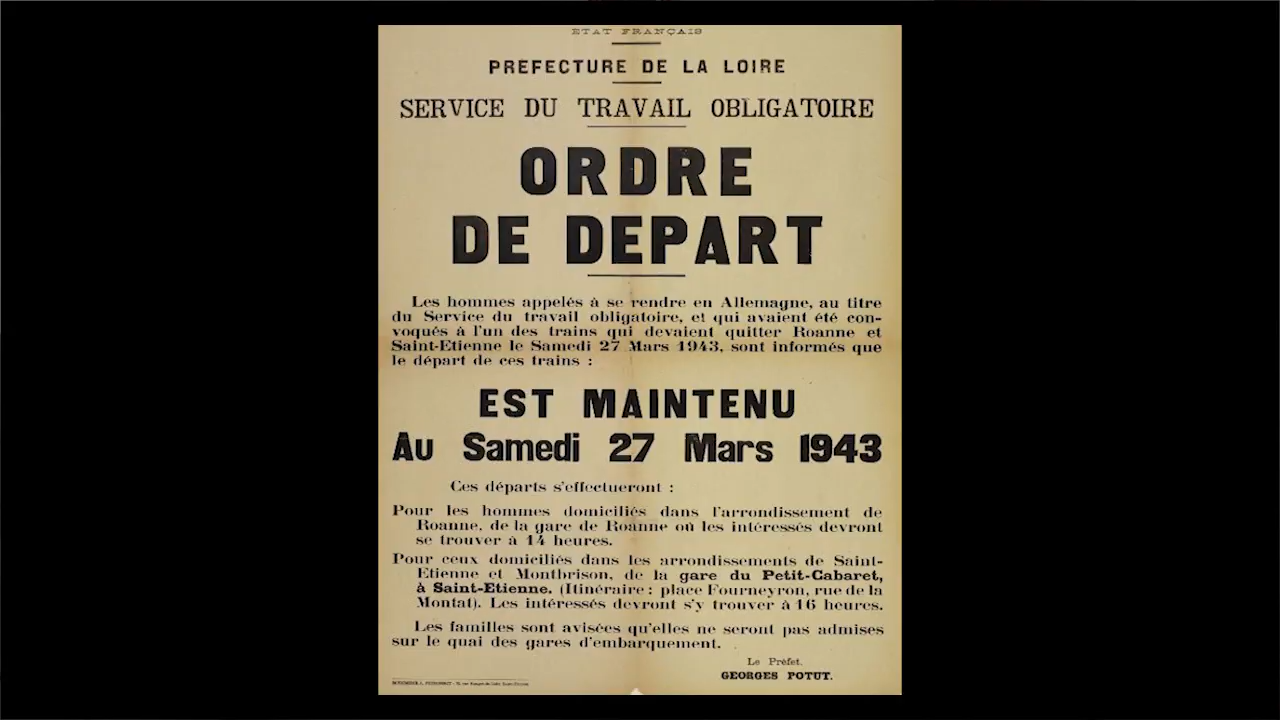 ETAT FRANÇAIS
PREFECTURE DE LA LOIRE
SERVICE DU TRAVAIL OBLIGATOIRE
ORDRE
DE DEPART
Les hommes appelés à se rendre en Allemagne, au titre
du Service du travail obligatoire, et qui avaient été con-
voqués à l'un des trains qui devaient quitter Roanne et
Saint-Etienne le Samedi 27 Mars 1943, sont informés que
le départ de ces trains :
EST MAINTENU
Au Samedi 27 Mars 1943
Ces départs s'effectueront :
Pour les hommes domiciliés dans l'arrondissement de
Roanne, de la gare de Roanne où les intéressés devront
se trouver à 14 heures.
Pour ceux domiciliés dans les arrondissements de Saint-
Etienne et Montbrison, de la gare du Petit-Cabaret,
à Saint-Etienne. (Itinéraire : place Fourneyron, rue de la
Montat). Les intéressés devront s'y trouver à 16 heures.
Les familles sont avisées qu'elles ne seront pas admises
sur le quai des gares d'embarquement.
Le Préfet,
GEORGES POTUT.